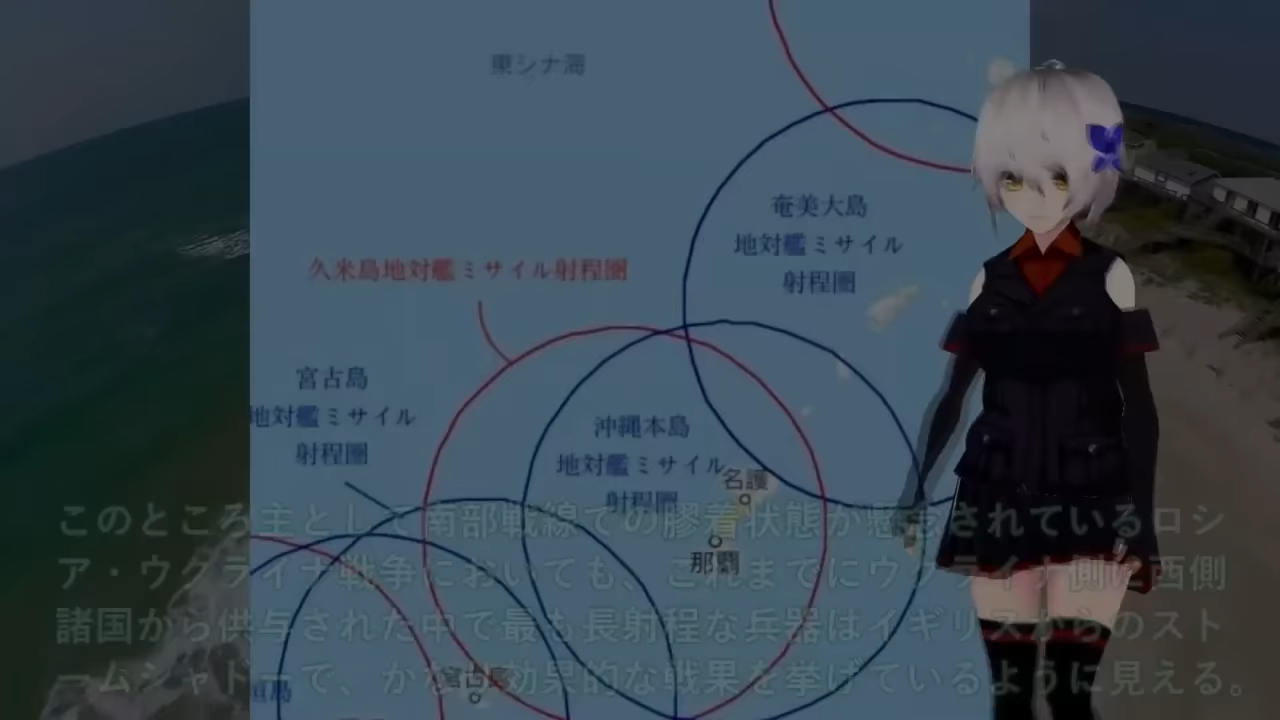 東シナ海
奄美大島
地対艦ミサイル
射程圏
久米島地対艦ミサイル射程圏
宮古島
地対艦ミサイル
射程圏
沖縄本島
地対艦ミサイル
射程圏
名護
那覇
このところ主として南部戦線での膠着状態が懸念されているロシ
ア・ウクライナ戦争においても、これまでにウクライナ側に西側
諸国から供与された中で最も長射程な兵器はイギリスからのスト
ームシャドーで、かなり効果的な戦果を挙げているように見える。
宮古島
垣島